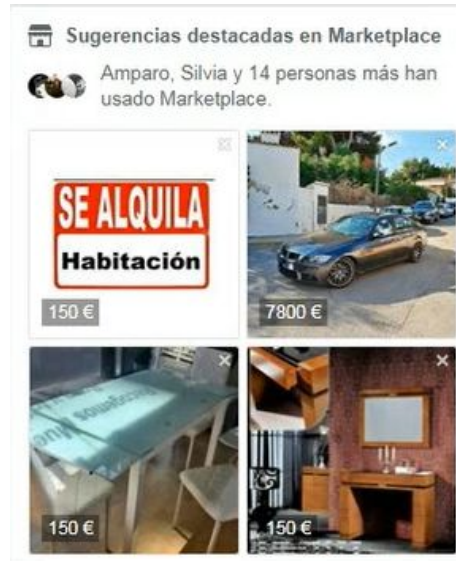 Sugerencias destacadas en Marketplace
Amparo, Silvia y 14 personas más han
usado Marketplace.
SE ALQUILA
Habitación
150 €
7800 €
150 €
150 €